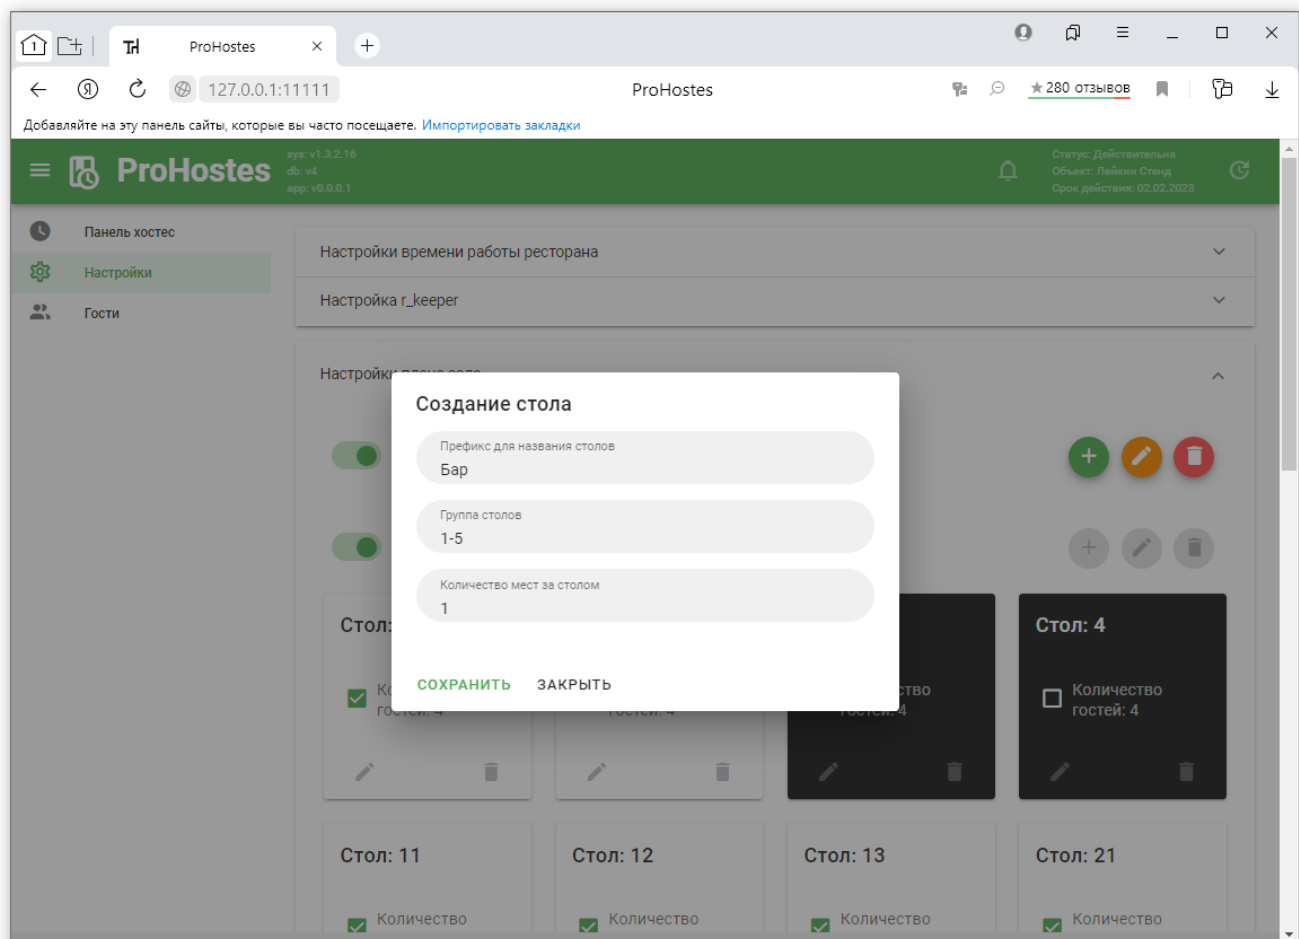 1
ProHostes
Я
127.0.0.1:11111
ProHostes
★280 отзывов
Добавляйте на эту панель сайты, которые вы часто посещаете. Импортировать закладки
ProHostes
sys: v1.3.2.16
db: v4
app: v0.0.0.1
Статус: Действительна
Объект: Лейкин Стенд
Срок действия: 02.02.2023
Панель хостес
Настройки
Гости
Настройки времени работы ресторана
Настройка r_keeper
Создание стола
Префикс для названия столов
Бар
Группа столов
1-5
Количество мест за столом
1
СОХРАНИТЬ ЗАКРЫТЬ
Стол: 4
Количество
гостей: 4
Стол: 11
Стол: 12
Стол: 13
Стол: 21
Количество
Количество
Количество
Количество